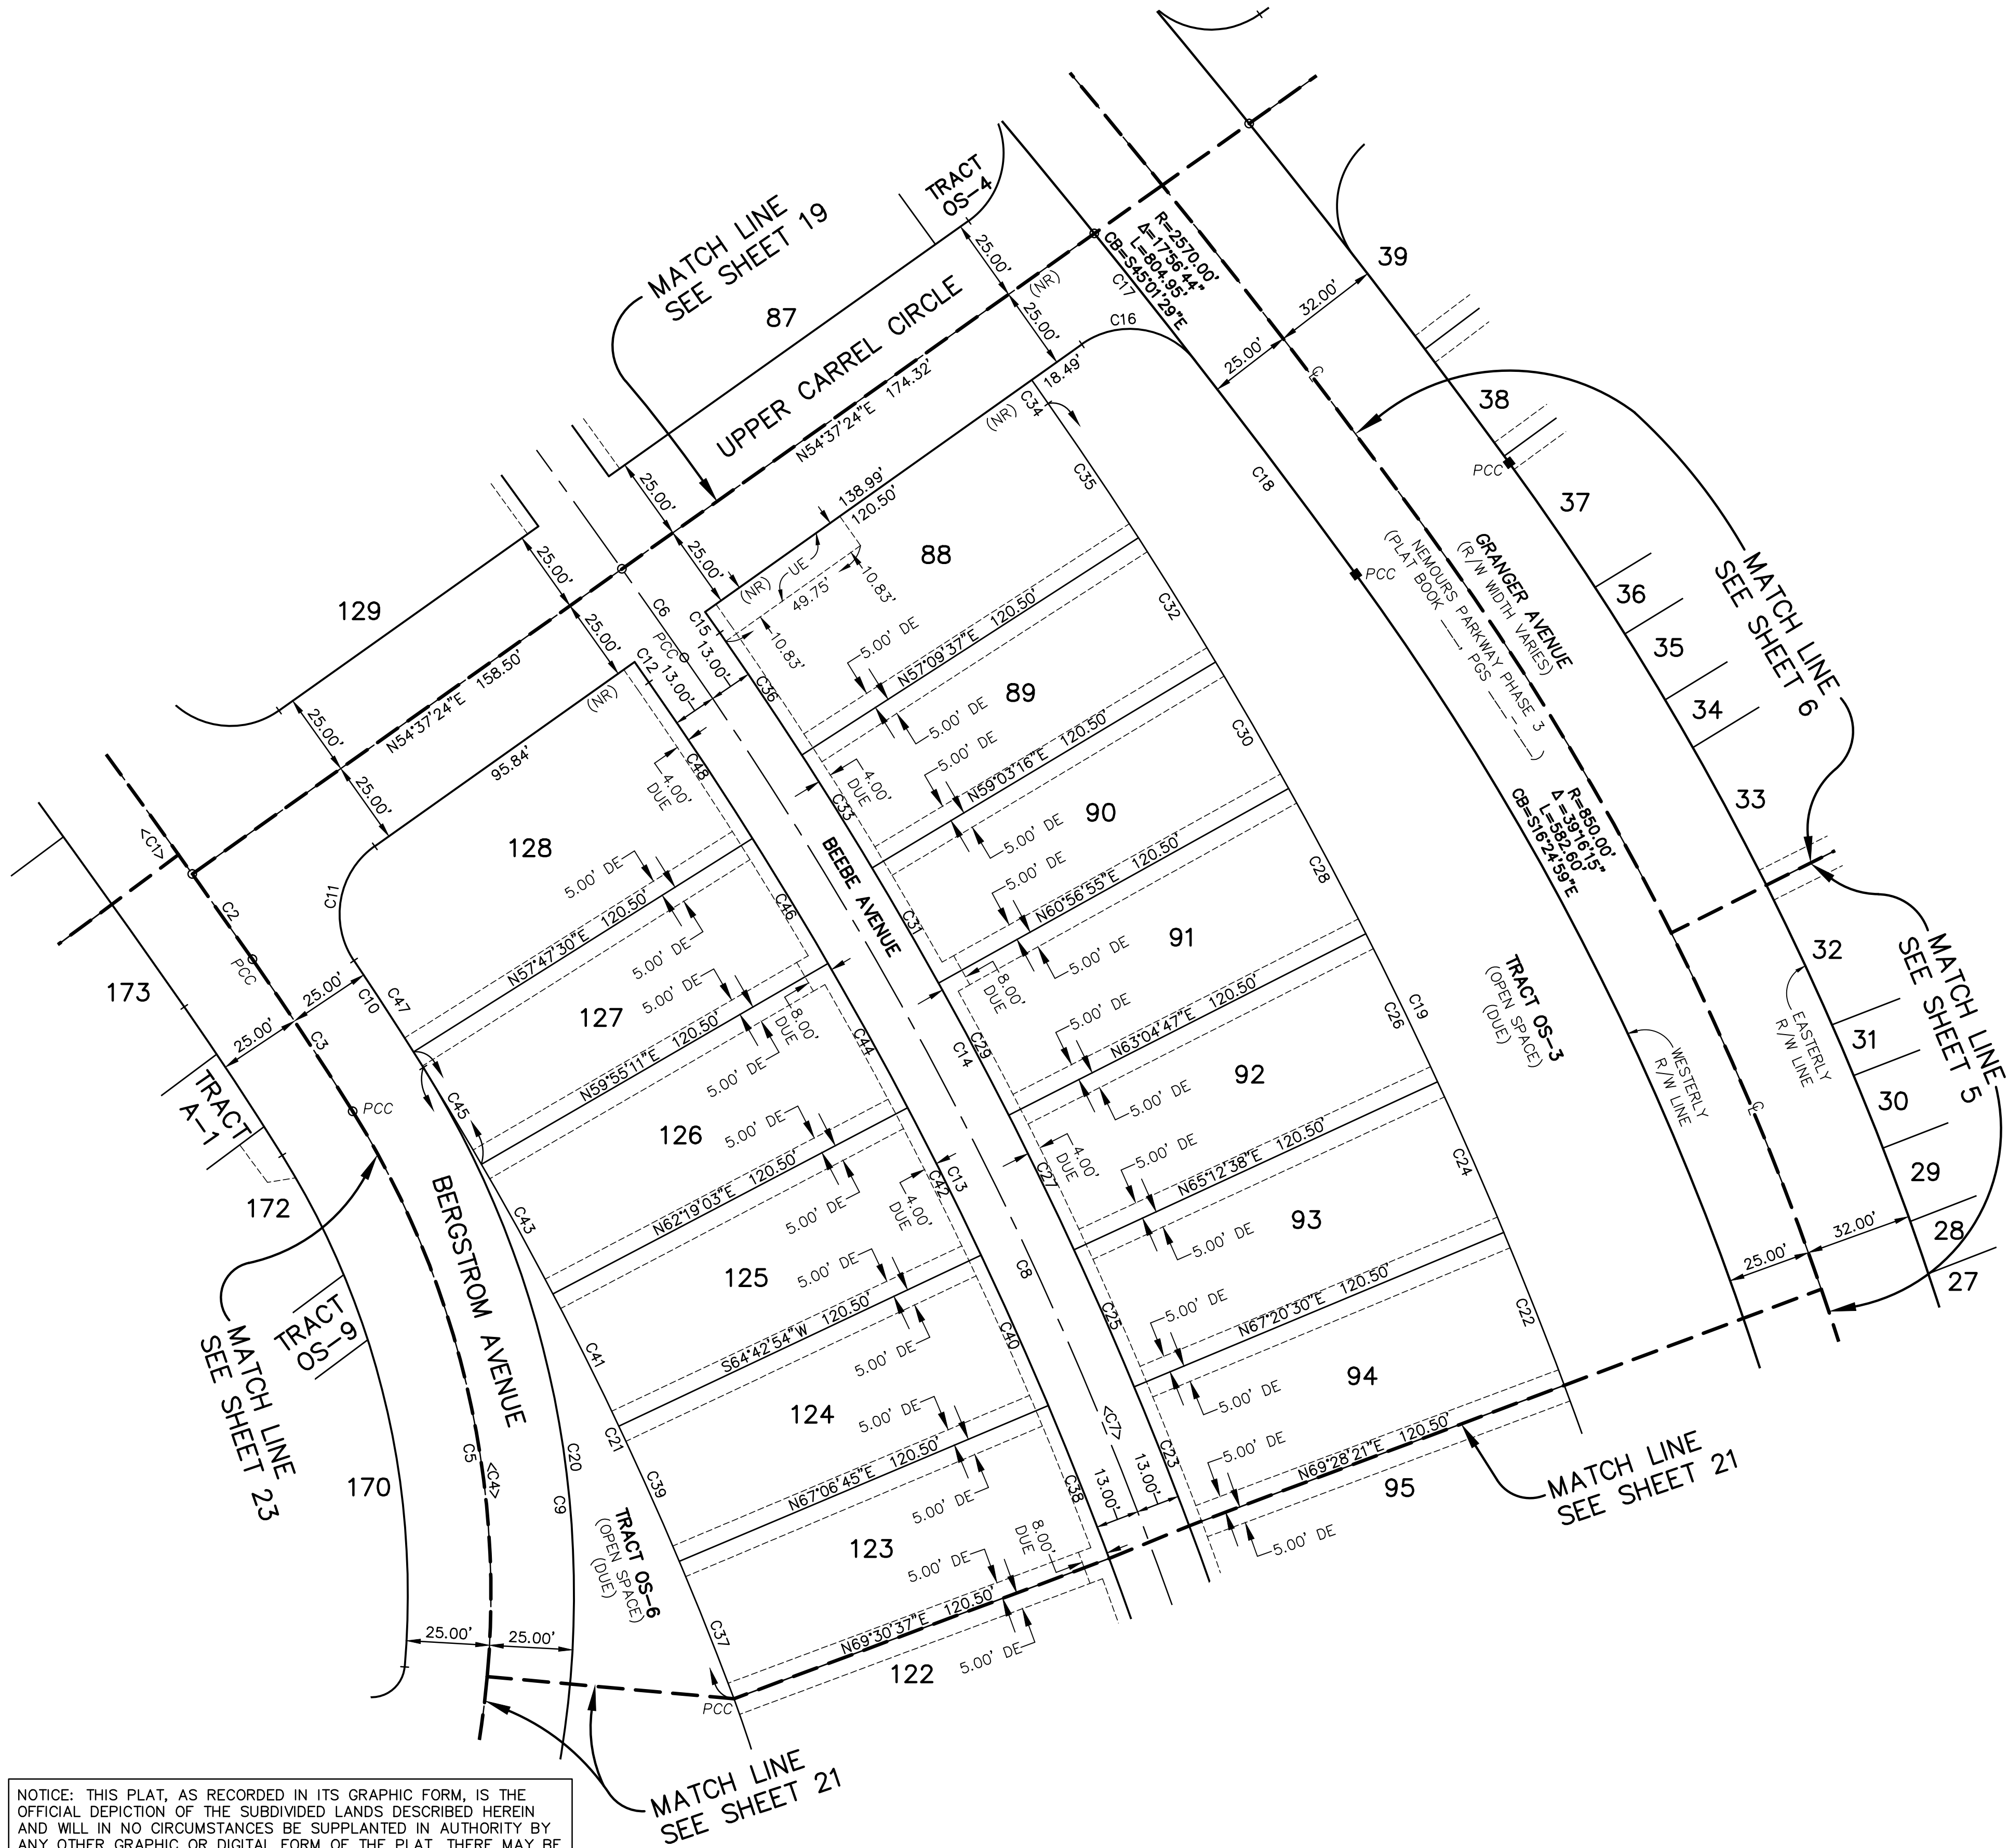 MATCH LINE
SEE SHEET 19
TRACT
OS-4
87
25.00'
25.00'
(NR)
UPPER CARREL CIRCLE
N54°37'24"E 174.32'
R=2570.00'
Δ=17°56'44"
L=804.95'
CB=S45°01'29"E
C17
C16
18.49'
C34
(NR)
39
32.00'
25.00'
℄
38
PCC
37
36
35
34
33
MATCH LINE
SEE SHEET 6
129
25.00'
25.00'
25.00'
25.00'
C6
PCC
C15
13.00'
C12
13.00'
(NR)
138.99'
120.50'
UE
49.75'
10.83'
10.83'
(NR)
88
C35
C18
PCC
C36
5.00' DE
N57°09'37"E 120.50'
5.00' DE
C32
89
GRANGER AVENUE
(R/W WIDTH VARIES)
NEMOURS PARKWAY PHASE 3
(PLAT BOOK ____, PGS ____)
N54°37'24"E 158.50'
25.00'
25.00'
95.84'
C48
4.00'
DUE
4.00'
DUE
C33
5.00' DE
N59°03'16"E 120.50'
5.00' DE
C30
90
R=850.00'
Δ=39°16'15"
L=582.60'
CB=S16°24'59"E
<C1>
C2
PCC
C11
128
5.00' DE
N57°47'30"E 120.50'
5.00' DE
C46
BEEBE AVENUE
C31
5.00' DE
N60°56'55"E 120.50'
5.00' DE
C28
91
32
MATCH LINE
SEE SHEET 5
173
25.00'
25.00'
C10
C47
C3
127
5.00' DE
N59°55'11"E 120.50'
5.00' DE
8.00'
DUE
8.00'
DUE
C44
C29
C14
5.00' DE
N63°04'47"E 120.50'
5.00' DE
C26
C19
TRACT OS-3
(OPEN SPACE)
(DUE)
EASTERLY
R/W LINE
WESTERLY
R/W LINE
31
30
29
28
27
TRACT
A-1
PCC
C45
126
5.00' DE
N62°19'03"E 120.50'
5.00' DE
C42
C13
4.00'
DUE
4.00'
DUE
C27
92
5.00' DE
N65°12'38"E 120.50'
5.00' DE
C24
℄
172
BERGSTROM AVENUE
C43
125
5.00' DE
S64°42'54"W 120.50'
5.00' DE
C40
C8
C25
93
5.00' DE
N67°20'30"E 120.50'
5.00' DE
C22
25.00'
32.00'
TRACT
OS-9
MATCH LINE
SEE SHEET 23
C41
C21
124
5.00' DE
N67°06'45"E 120.50'
5.00' DE
C38
<C7>
13.00'
13.00'
C23
94
5.00' DE
N69°28'21"E 120.50'
5.00' DE
95
MATCH LINE
SEE SHEET 21
170
C5
<C4>
C20
C9
C39
TRACT OS-6
(OPEN SPACE)
(DUE)
123
8.00'
DUE
5.00' DE
N69°30'37"E 120.50'
5.00' DE
C37
PCC
122
25.00'
25.00'
MATCH LINE
SEE SHEET 21
NOTICE: THIS PLAT, AS RECORDED IN ITS GRAPHIC FORM, IS THE
OFFICIAL DEPICTION OF THE SUBDIVIDED LANDS DESCRIBED HEREIN
AND WILL IN NO CIRCUMSTANCES BE SUPPLANTED IN AUTHORITY BY
ANY OTHER GRAPHIC OR DIGITAL FORM OF THE PLAT. THERE MAY BE